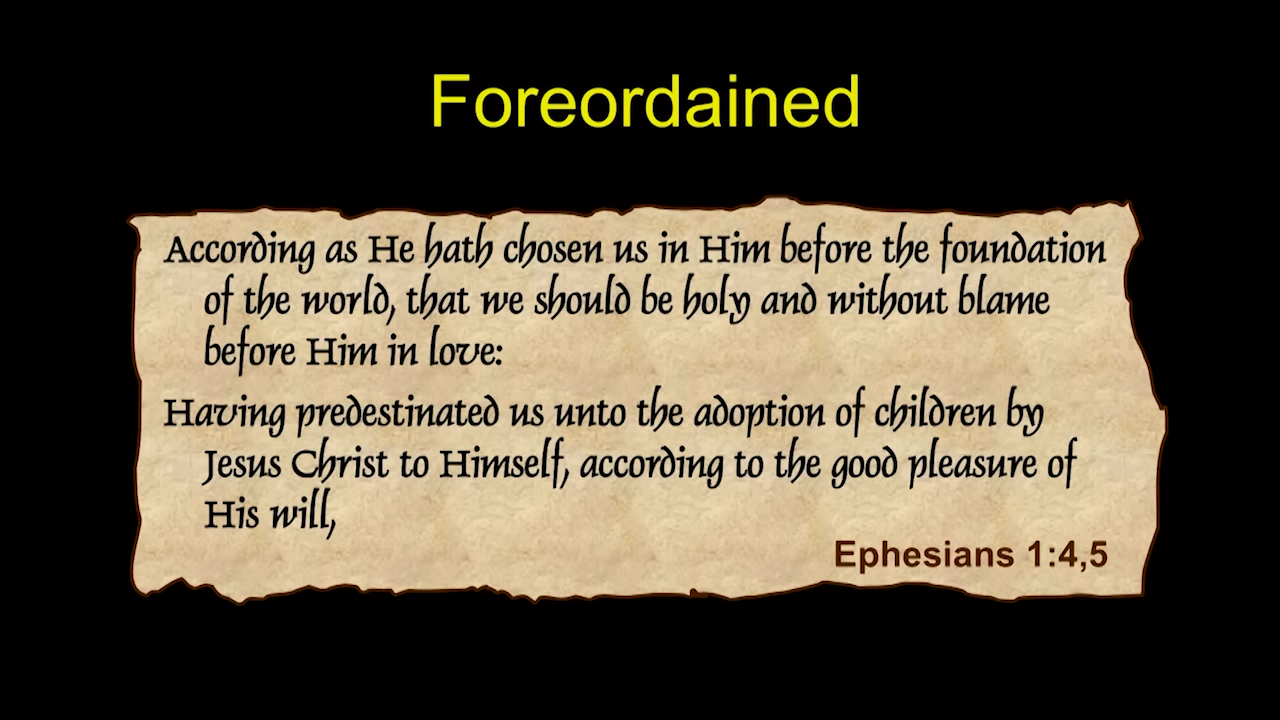 Foreordained
According as He hath chosen us in Him before the foundation
of the world, that we should be holy and without blame
before Him in love:
Having predestinated us unto the adoption of children by
Jesus Christ to Himself, according to the good pleasure of
His will,
Ephesians 1:4,5